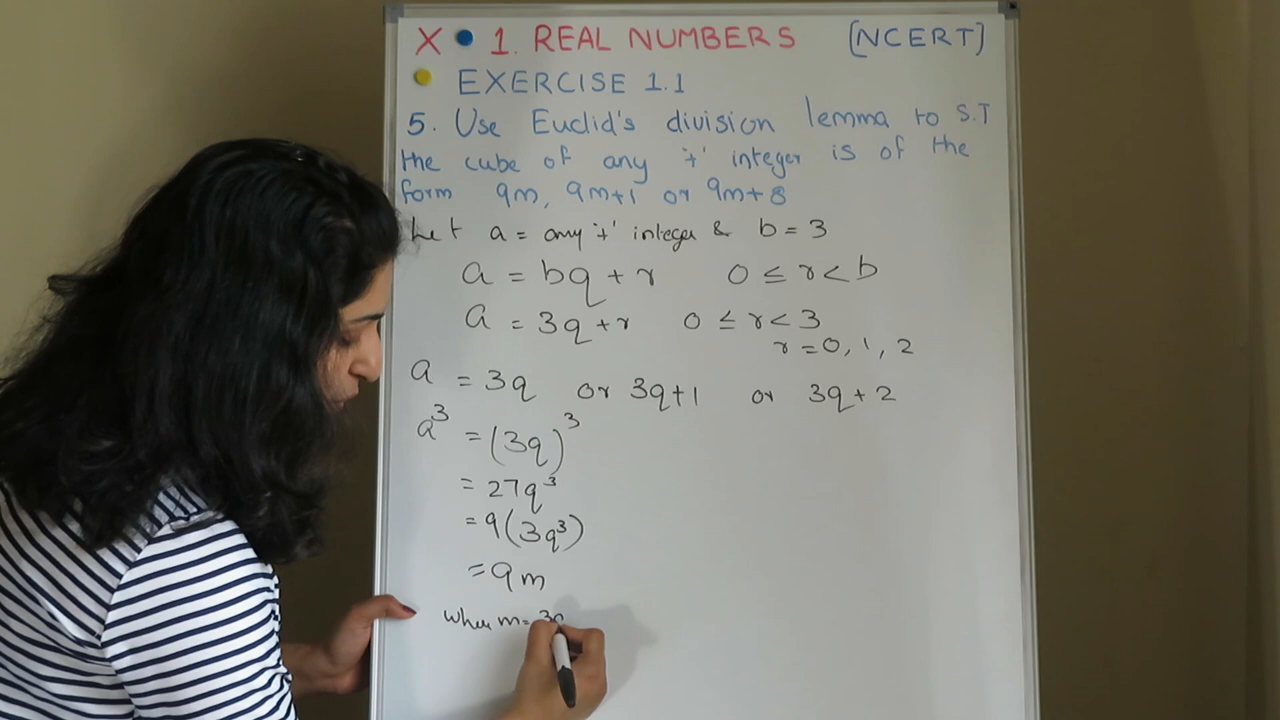 X 1. REAL NUMBERS [NCERT]
EXERCISE 1.1
5. Use Euclid's division lemma to S.T
the cube of any '+' integer is of the
form 9m, 9m+1 or 9m+8
Let a = any '+' integer & b = 3
a = bq + r 0 ≤ r < b
a = 3q + r 0 ≤ r < 3
r = 0, 1, 2
a = 3q or 3q+1 or 3q+2
a³ = (3q)³
= 27q³
= 9(3q³)
= 9m
wher m = 3q